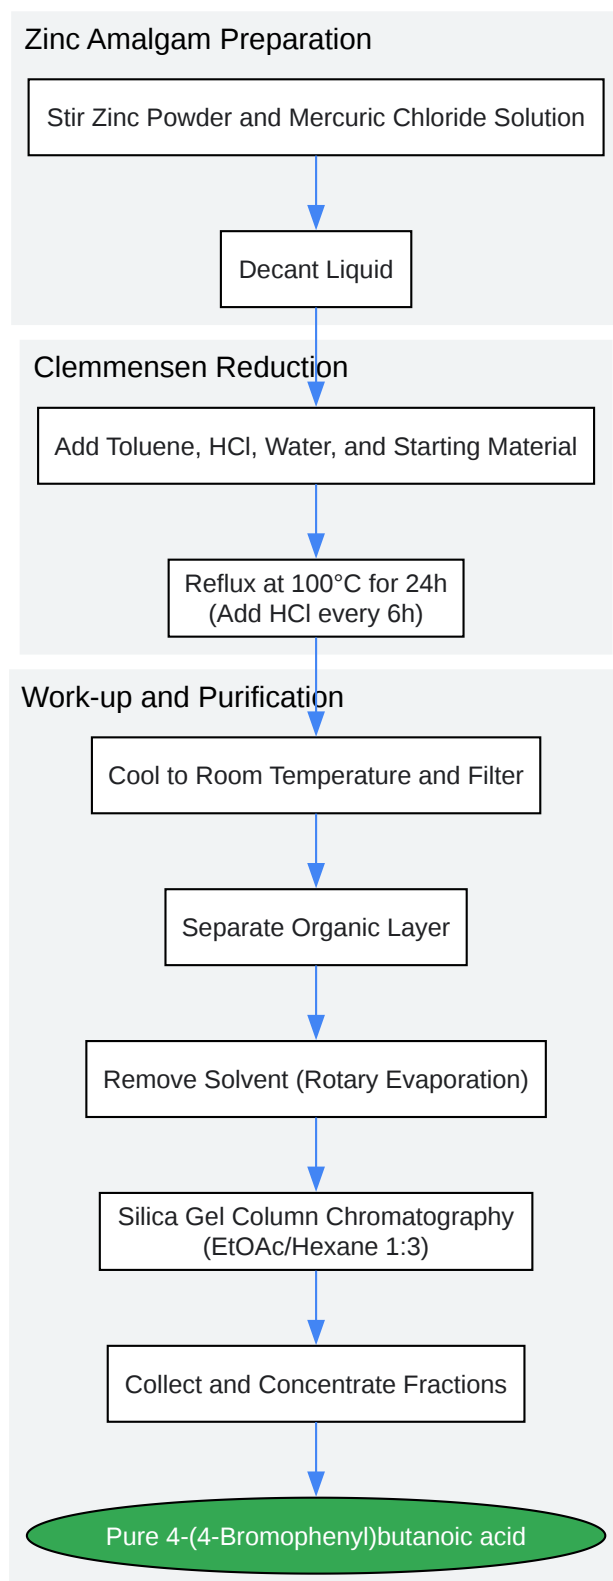 Zinc Amalgam Preparation
Stir Zinc Powder and Mercuric Chloride Solution
Decant Liquid
Clemmensen Reduction
Add Toluene, HCl, Water, and Starting Material
Reflux at 100°C for 24h
(Add HCl every 6h)
Work-up and Purification
Cool to Room Temperature and Filter
Separate Organic Layer
Remove Solvent (Rotary Evaporation)
Silica Gel Column Chromatography
(EtOAc/Hexane 1:3)
Collect and Concentrate Fractions
Pure 4-(4-Bromophenyl)butanoic acid